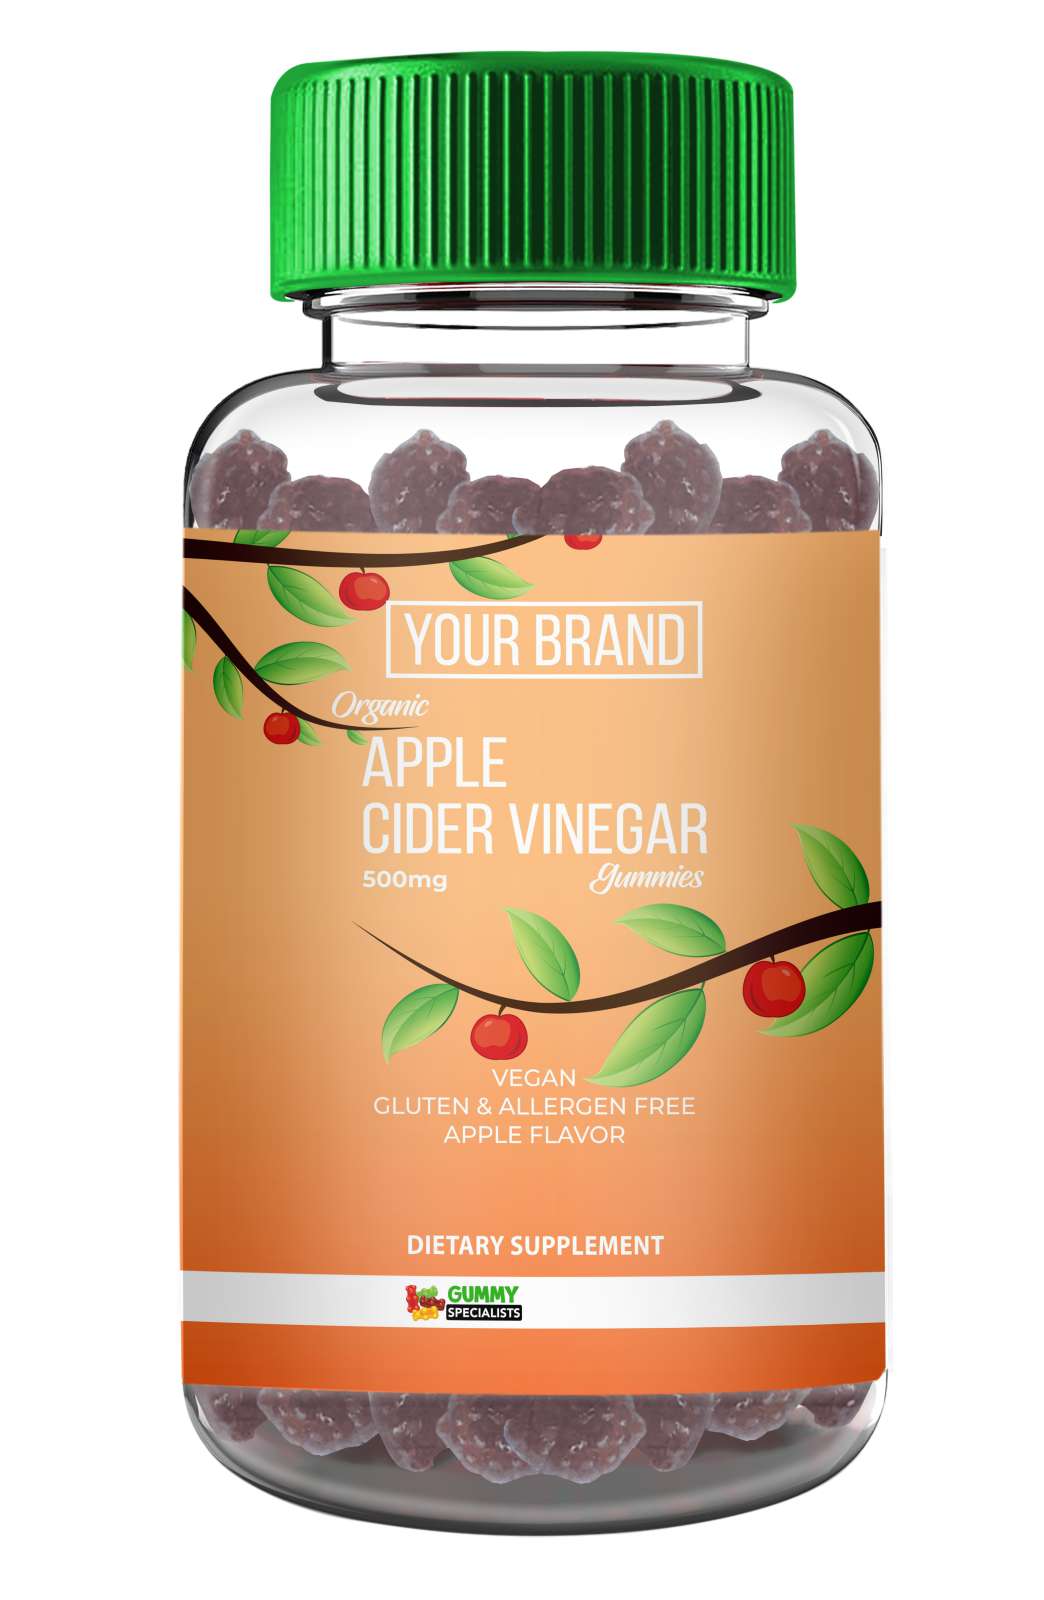 YOUR BRAND
Organic
APPLE
CIDER VINEGAR
500mg
gummies
VEGAN
GLUTEN & ALLERGEN FREE
APPLE FLAVOR
DIETARY SUPPLEMENT
GUMMY
SPECIALISTS